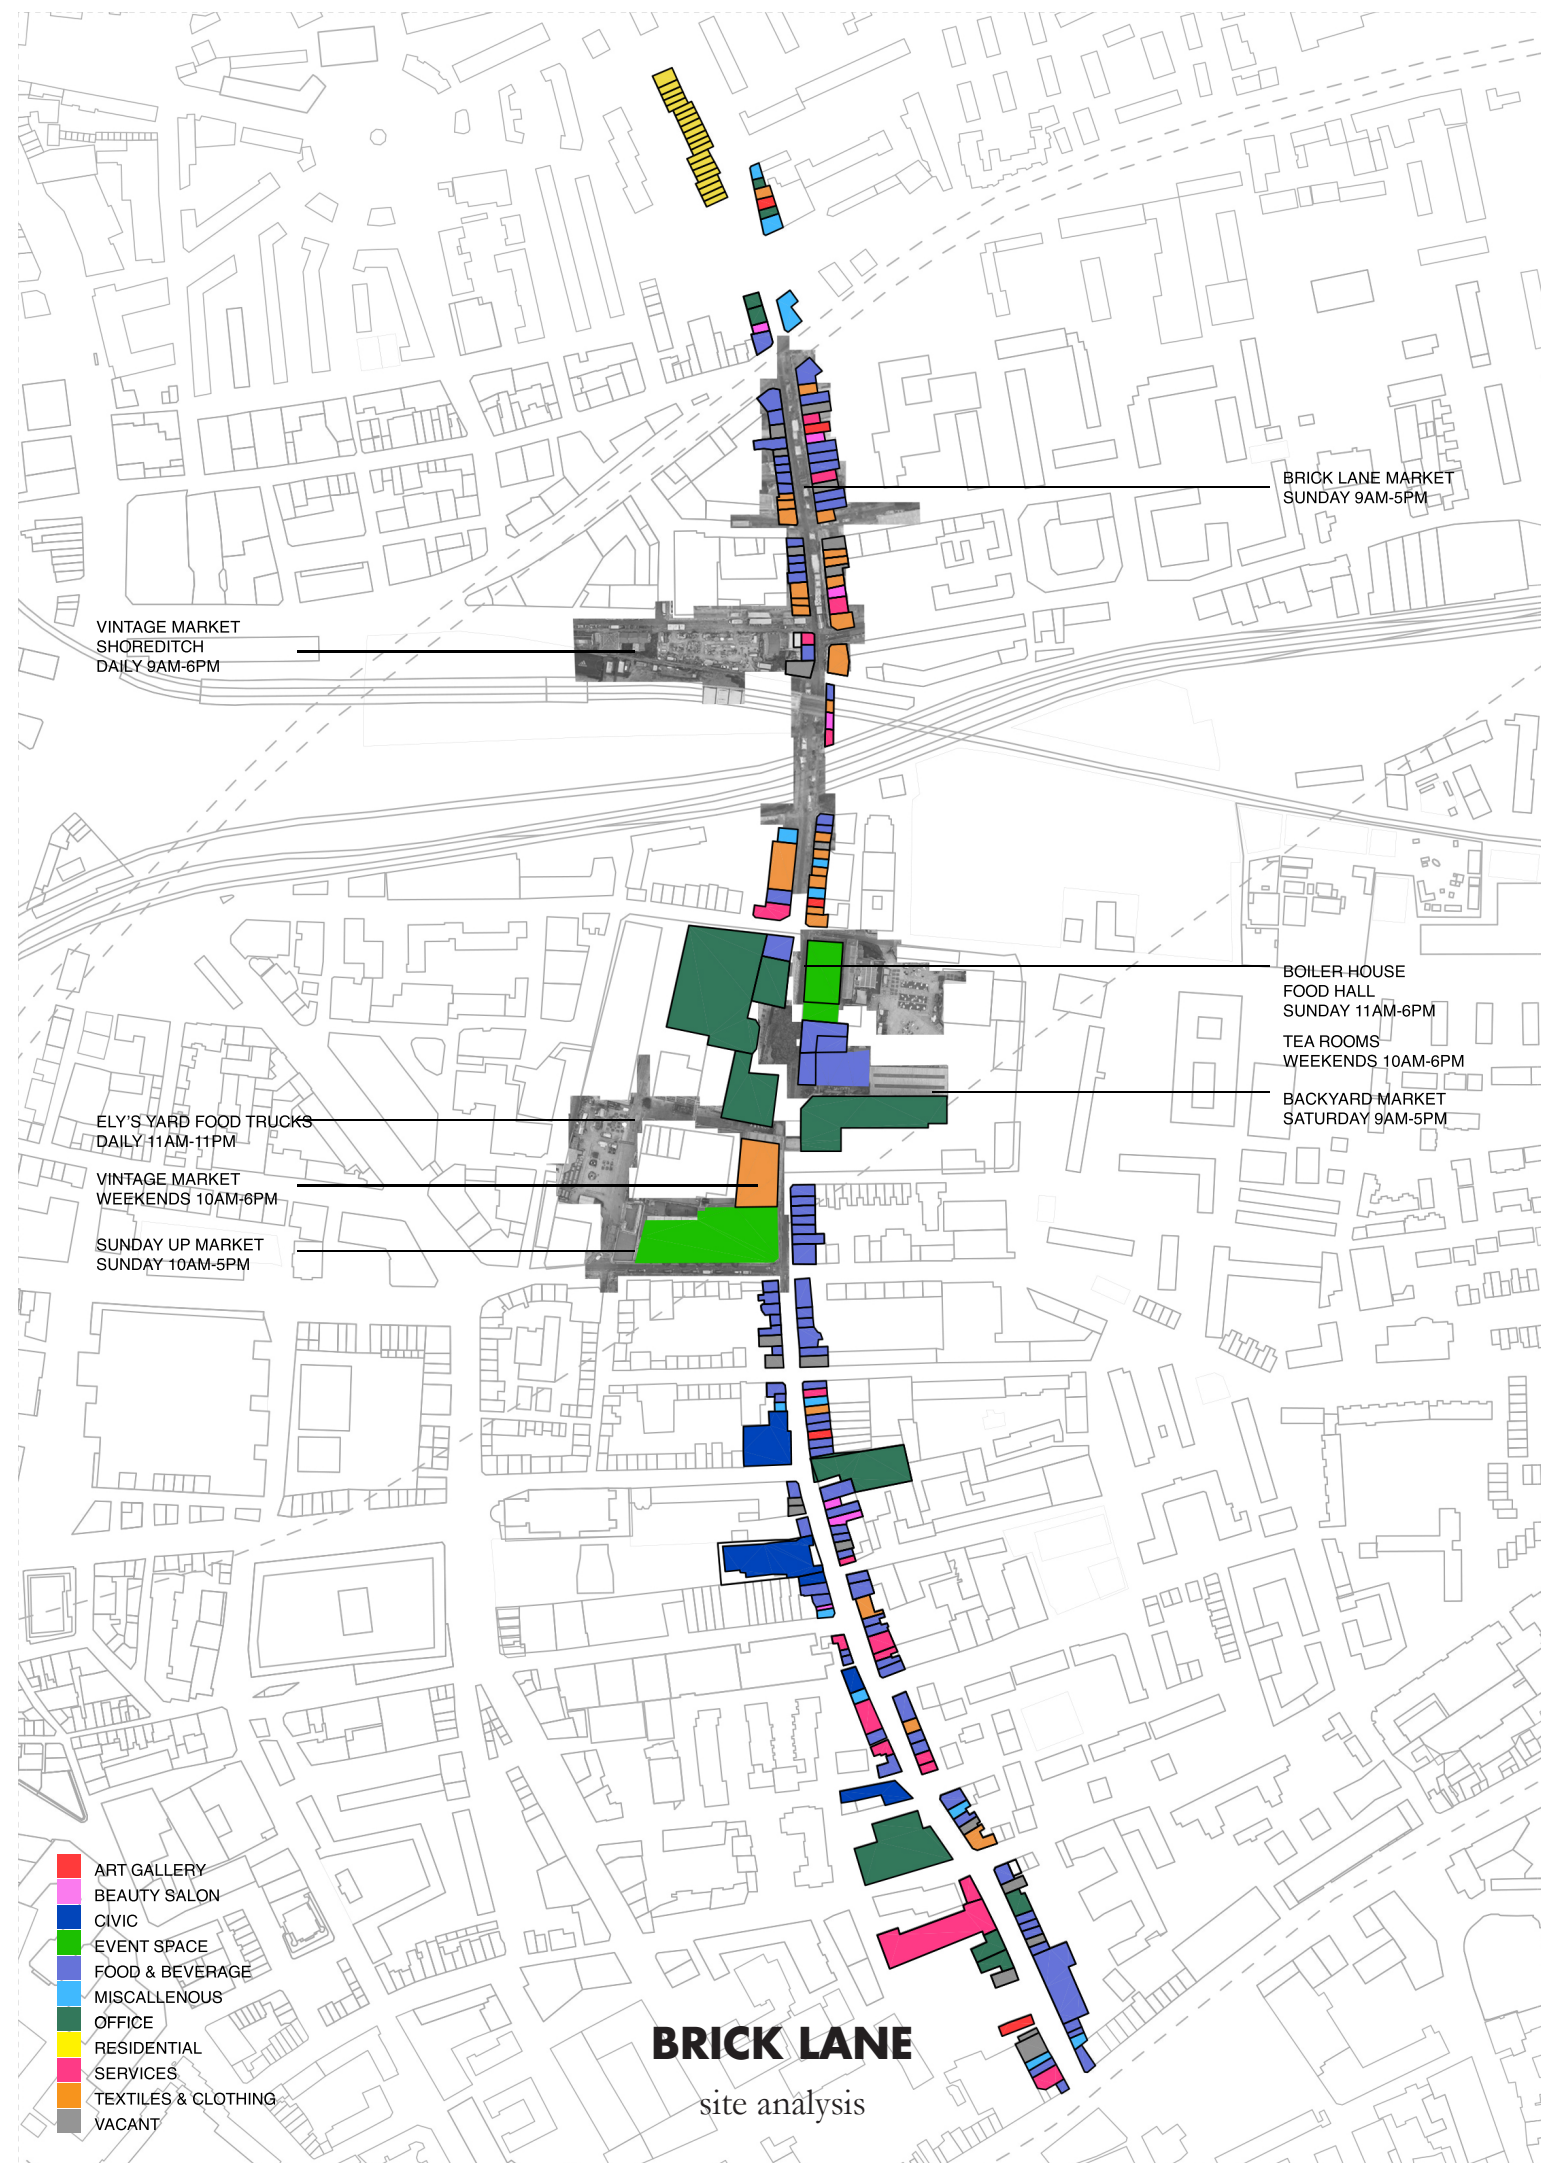 BRICK LANE MARKET
SUNDAY 9AM-5PM
VINTAGE MARKET
SHOREDITCH
DAILY 9AM-6PM
BOILER HOUSE
FOOD HALL
SUNDAY 11AM-6PM
TEA ROOMS
WEEKENDS 10AM-6PM
BACKYARD MARKET
SATURDAY 9AM-5PM
ELY'S YARD FOOD TRUCKS
DAILY 11AM-11PM
VINTAGE MARKET
WEEKENDS 10AM-6PM
SUNDAY UP MARKET
SUNDAY 10AM-5PM
ART GALLERY
BEAUTY SALON
CIVIC
EVENT SPACE
FOOD & BEVERAGE
MISCALLENOUS
OFFICE
RESIDENTIAL
SERVICES
TEXTILES & CLOTHING
VACANT
BRICK LANE
site analysis